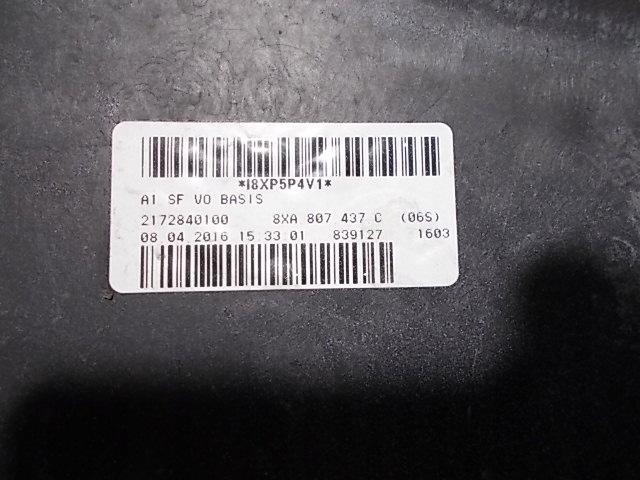 *I8XP5P4V1*
A1 SF VO BASIS
2172840100 8XA 807 437 C (06S)
08.04.2016 15:33:01 839127 1603